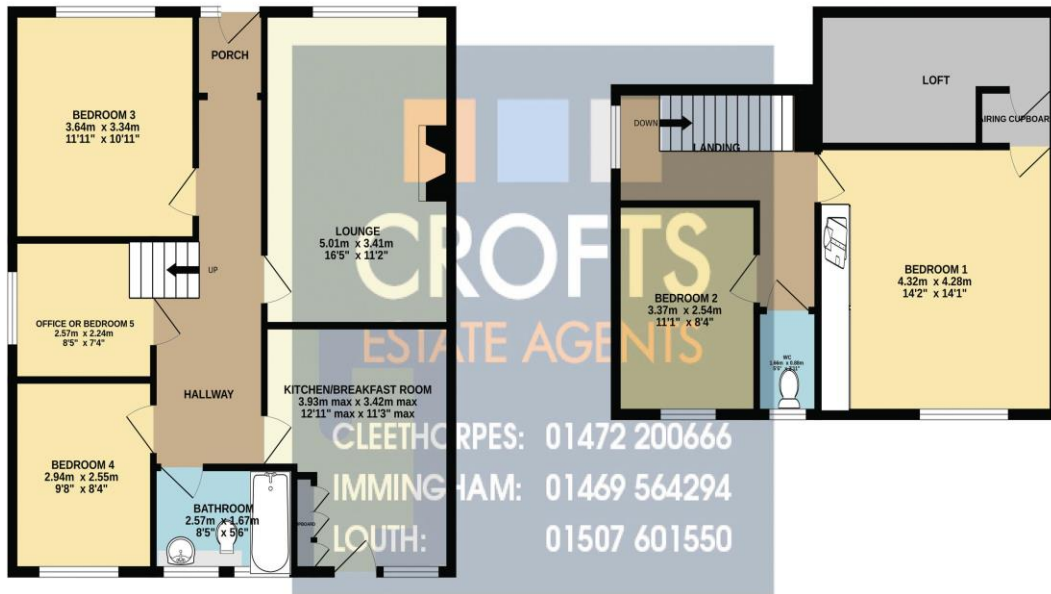 PORCH
BEDROOM 3
3.64m x 3.34m
11'11" x 10'11"
LOUNGE
5.01m x 3.41m
16'5" x 11'2"
UP
OFFICE OR BEDROOM 5
2.57m x 2.24m
8'5" x 7'4"
HALLWAY
KITCHEN/BREAKFAST ROOM
3.93m max x 3.42m max
12'11" max x 11'3" max
BEDROOM 4
2.94m x 2.55m
9'8" x 8'4"
BATHROOM
2.57m x 1.67m
8'5" x 5'6"
LOFT
AIRING CUPBOARD
DOWN
LANDING
BEDROOM 1
4.32m x 4.28m
14'2" x 14'1"
BEDROOM 2
3.37m x 2.54m
11'1" x 8'4"
WC
CROFTS
ESTATE AGENTS
CLEETHORPES: 01472 200666
IMMINGHAM: 01469 564294
LOUTH: 01507 601550